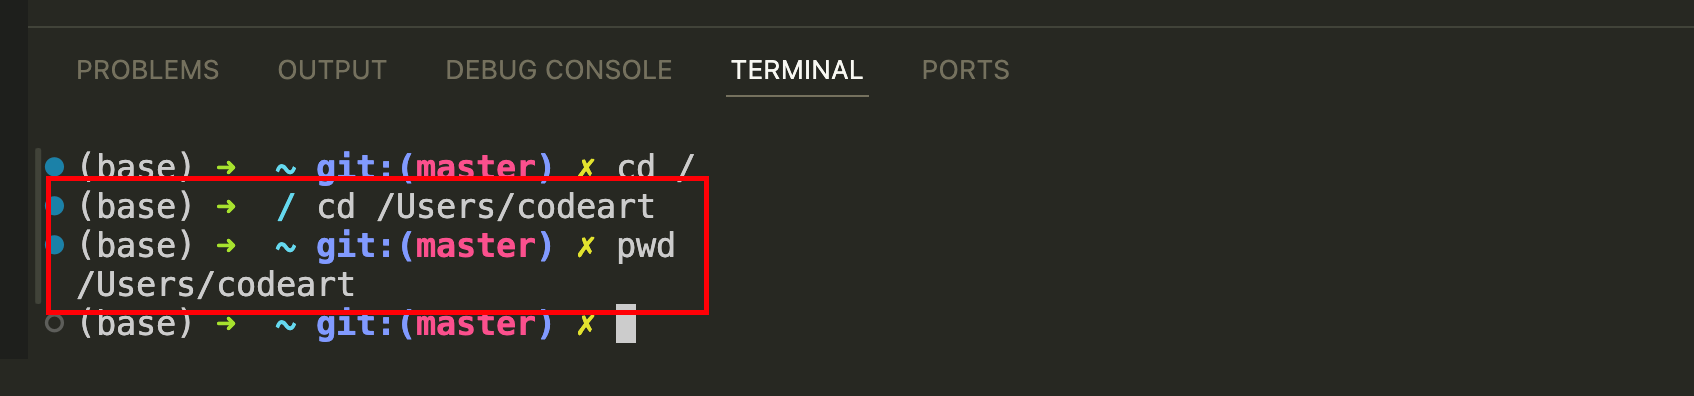 PROBLEMS OUTPUT DEBUG CONSOLE TERMINAL PORTS
(base) ➜ ~ git:(master) ✗ cd /
(base) ➜ / cd /Users/codeart
(base) ➜ ~ git:(master) ✗ pwd
/Users/codeart
(base) ➜ ~ git:(master) ✗